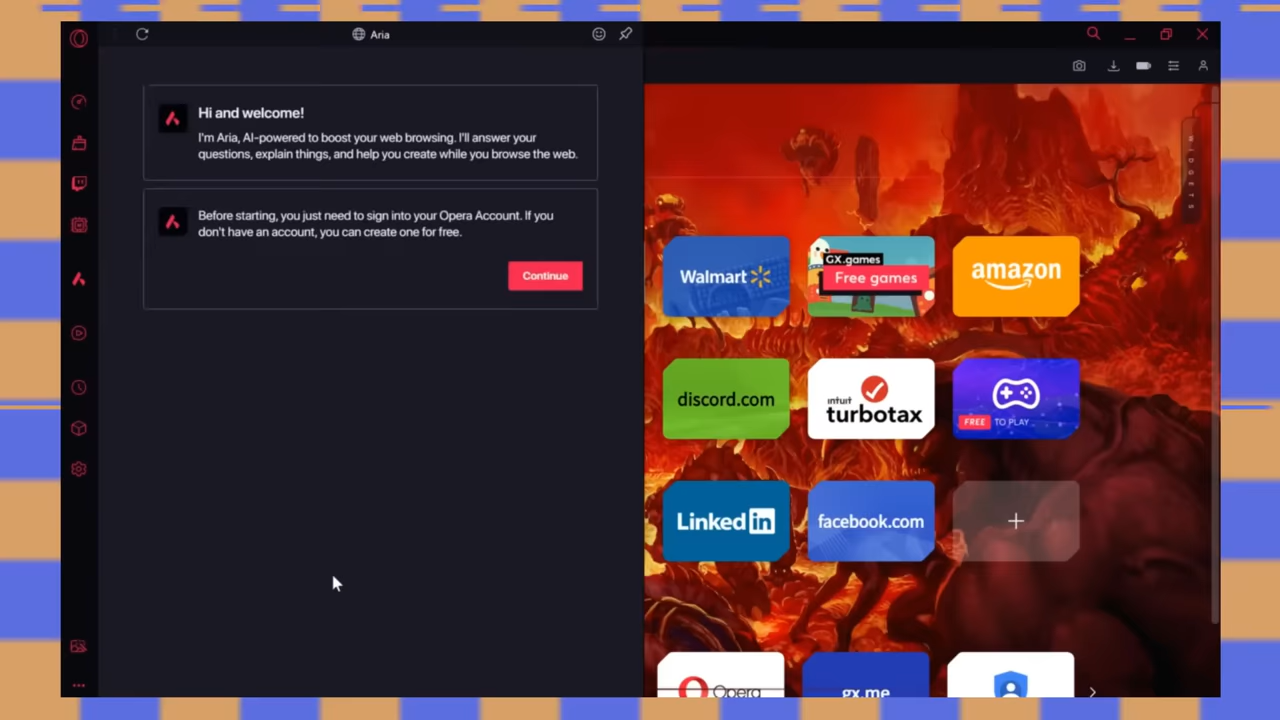 Aria
Hi and welcome!
I'm Aria, AI-powered to boost your web browsing. I'll answer your
questions, explain things, and help you create while you browse the web.
Before starting, you just need to sign into your Opera Account. If you
don't have an account, you can create one for free.
Continue
WIDGETS
Walmart
GX.games
Free games
amazon
discord.com
intuit
turbotax
FREE TO PLAY
Linked in
facebook.com
Opera
gx.me